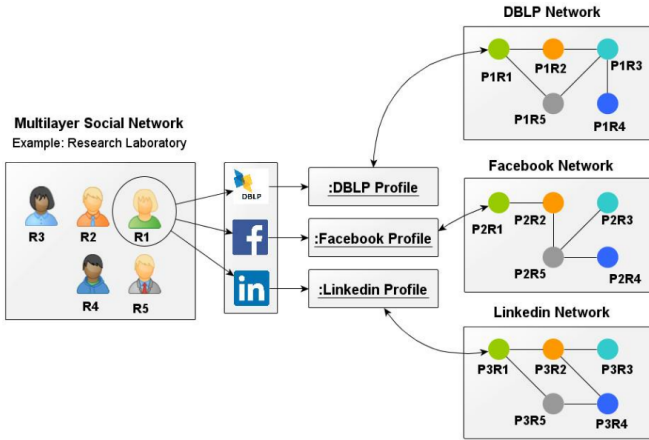 Multilayer Social Network
Example: Research Laboratory
R3
R2
R1
R4
R5
DBLP
:DBLP Profile
:Facebook Profile
in
:Linkedin Profile
DBLP Network
P1R1
P1R2
P1R3
P1R5
P1R4
Facebook Network
P2R1
P2R2
P2R3
P2R5
P2R4
Linkedin Network
P3R1
P3R2
P3R3
P3R5
P3R4